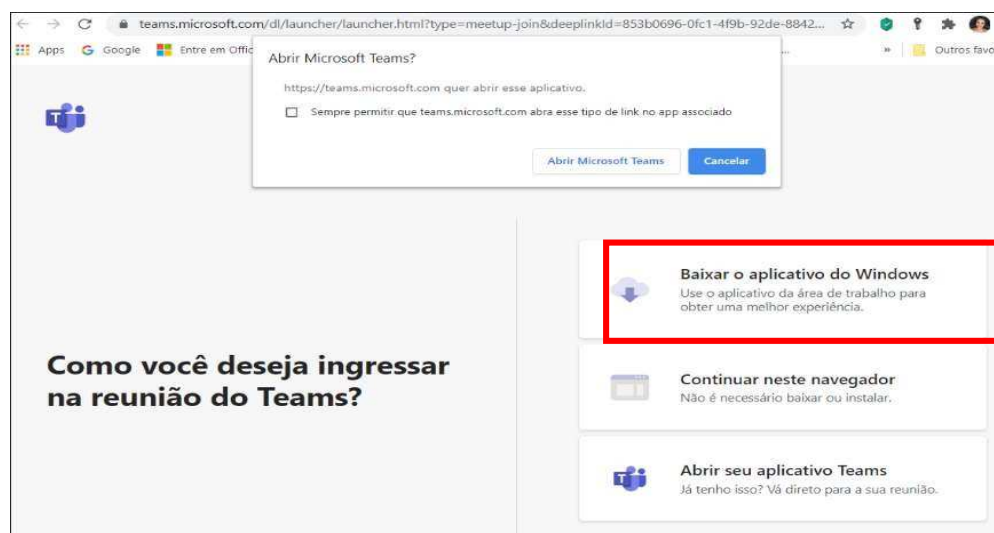 teams.microsoft.com/dl/launcher/launcher.html?type=meetup-join&deeplinkId=853b0696-0fc1-4f9b-92de-8842...
Apps Google Entre em Offic ... » Outros favo
Abrir Microsoft Teams?
https://teams.microsoft.com quer abrir esse aplicativo.
Sempre permitir que teams.microsoft.com abra esse tipo de link no app associado
Abrir Microsoft Teams Cancelar
Como você deseja ingressar
na reunião do Teams?
Baixar o aplicativo do Windows
Use o aplicativo da área de trabalho para
obter uma melhor experiência.
Continuar neste navegador
Não é necessário baixar ou instalar.
Abrir seu aplicativo Teams
Já tenho isso? Vá direto para a sua reunião.